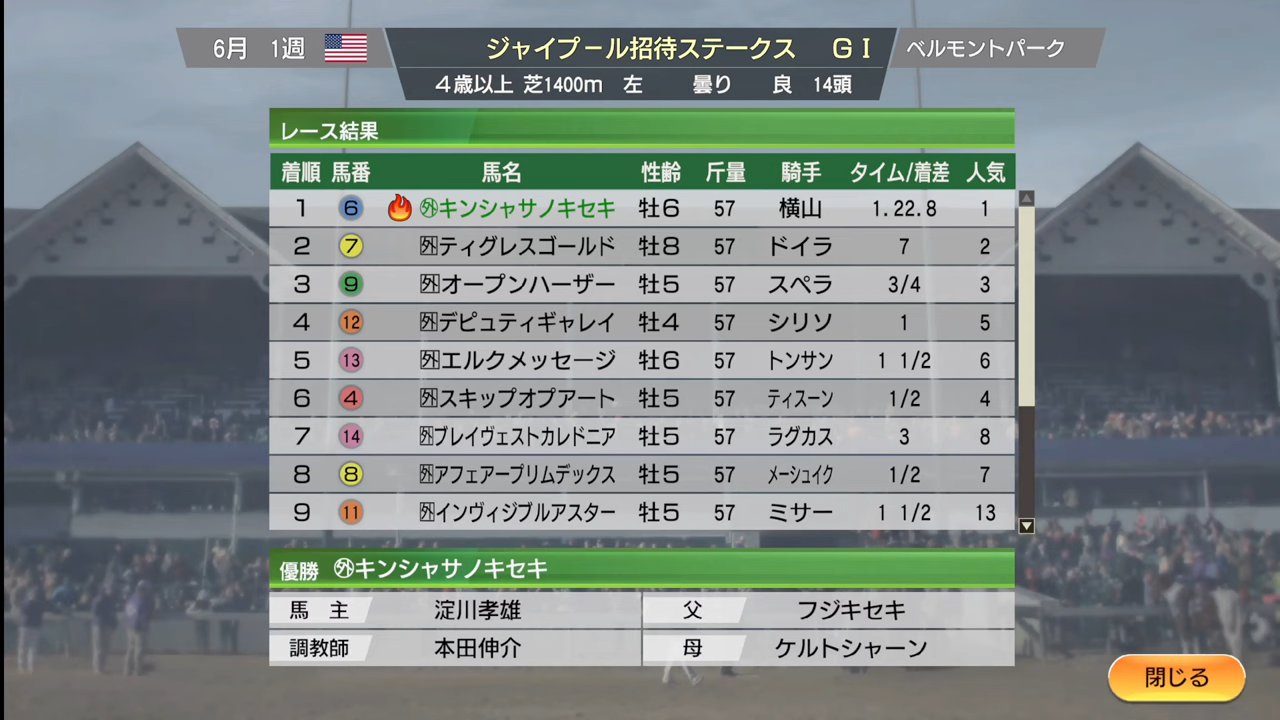 6月 1週 ジャイプール招待ステークス GⅠ ベルモントパーク
4歳以上 芝1400m 左 曇り 良 14頭
レース結果
着順 馬番 馬名 性齢 斤量 騎手 タイム/着差 人気
1 6 外キンシャサノキセキ 牡6 57 横山 1.22.8 1
2 7 外ティグレスゴールド 牡8 57 ドイラ 7 2
3 9 外オープンハーザー 牡5 57 スペラ 3/4 3
4 12 外デピュティギャレイ 牡4 57 シリソ 1 5
5 13 外エルクメッセージ 牡6 57 トンサン 1 1/2 6
6 4 外スキップオプアート 牡5 57 ティスーン 1/2 4
7 14 外ブレイヴェストカレドニア 牡5 57 ラグカス 3 8
8 8 外アフェアープリムデックス 牡5 57 メーシュイク 1/2 7
9 11 外インヴィジブルアスター 牡5 57 ミサー 1 1/2 13
優勝 外キンシャサノキセキ
馬主 淀川孝雄 父 フジキセキ
調教師 本田伸介 母 ケルトシャーン
閉じる